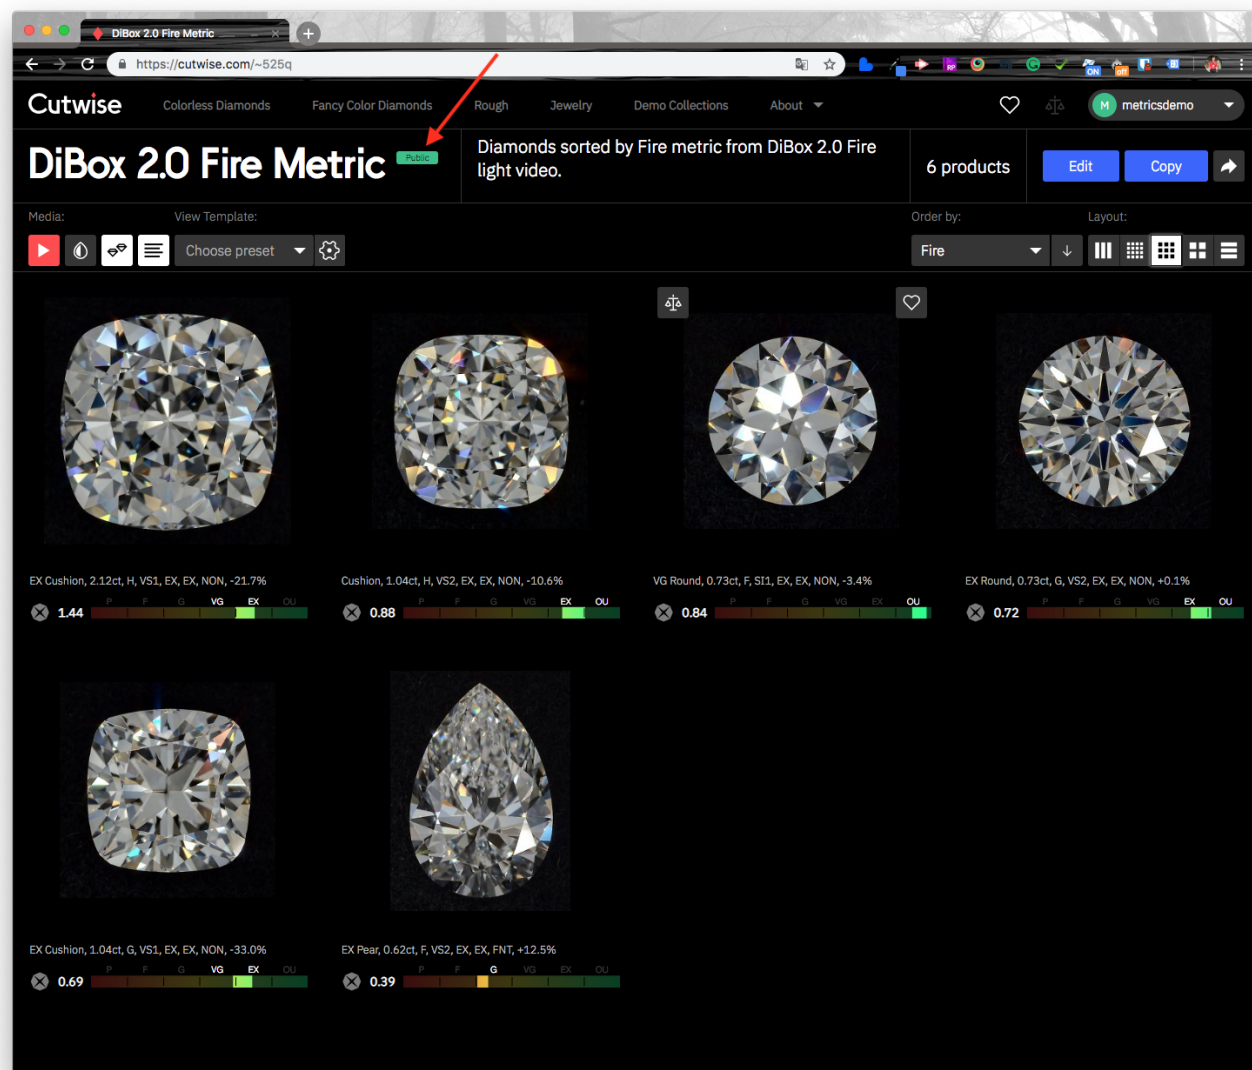 DiBox 2.0 Fire Metric
https://cutwise.com/~525q
RP
ON
off
Cutwise
Colorless Diamonds
Fancy Color Diamonds
Rough
Jewelry
Demo Collections
About
M metricsdemo
DiBox 2.0 Fire Metric
Public
Diamonds sorted by Fire metric from DiBox 2.0 Fire
light video.
6 products
Edit
Copy
Media:
View Template:
Order by:
Layout:
Choose preset
Fire
EX Cushion, 2.12ct, H, VS1, EX, EX, NON, -21.7%
P F G VG EX OU
1.44
Cushion, 1.04ct, H, VS2, EX, EX, NON, -10.6%
P F G VG EX OU
0.88
VG Round, 0.73ct, F, SI1, EX, EX, NON, -3.4%
P F G VG EX OU
0.84
EX Round, 0.73ct, G, VS2, EX, EX, NON, +0.1%
P F G VG EX OU
0.72
EX Cushion, 1.04ct, G, VS1, EX, EX, NON, -33.0%
P F G VG EX OU
0.69
EX Pear, 0.62ct, F, VS2, EX, EX, FNT, +12.5%
P F G VG EX OU
0.39